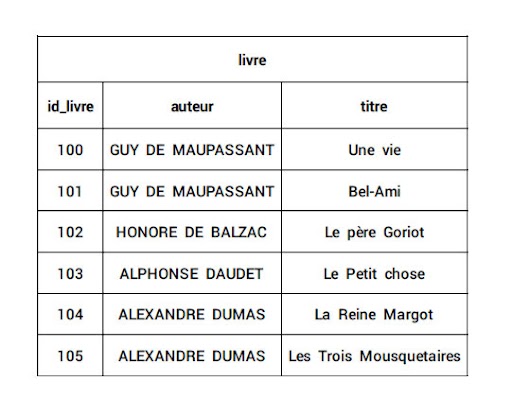 livre
id_livre auteur titre
100 GUY DE MAUPASSANT Une vie
101 GUY DE MAUPASSANT Bel-Ami
102 HONORE DE BALZAC Le père Goriot
103 ALPHONSE DAUDET Le Petit chose
104 ALEXANDRE DUMAS La Reine Margot
105 ALEXANDRE DUMAS Les Trois Mousquetaires